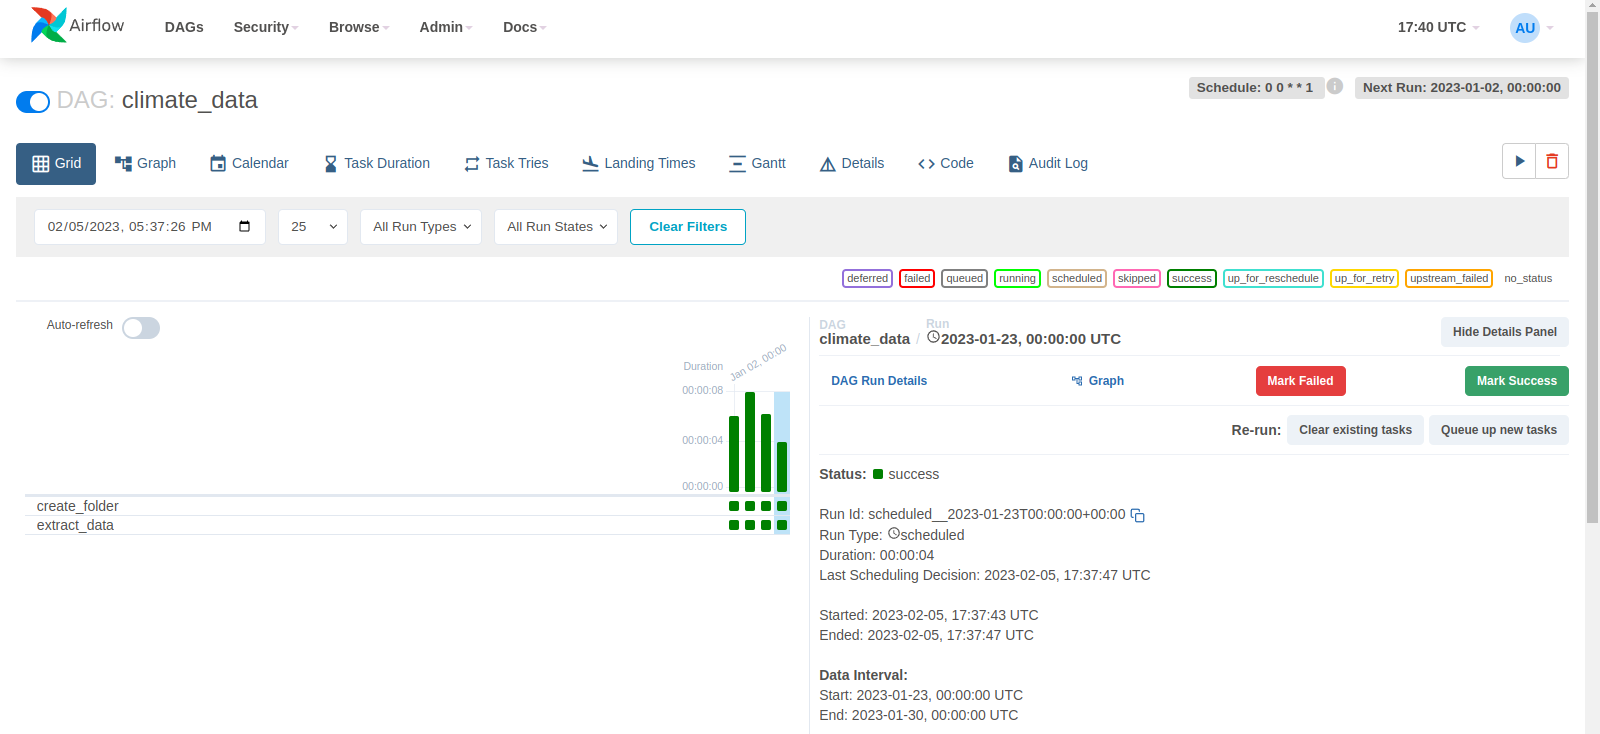 Airflow DAGs Security Browse Admin Docs 17:40 UTC AU
Schedule: 0 0 * * 1 i Next Run: 2023-01-02, 00:00:00
DAG: climate_data
Grid Graph Calendar Task Duration Task Tries Landing Times Gantt Details Code Audit Log
02/05/2023, 05:37:26 PM 25 All Run Types All Run States Clear Filters
deferred failed queued running scheduled skipped success up_for_reschedule up_for_retry upstream_failed no_status
Auto-refresh
Duration
Jan 02, 00:00
00:00:08
00:00:04
00:00:00
create_folder
extract_data
DAG Run
climate_data / 2023-01-23, 00:00:00 UTC
Hide Details Panel
DAG Run Details Graph Mark Failed Mark Success
Re-run: Clear existing tasks Queue up new tasks
Status: success
Run Id: scheduled__2023-01-23T00:00:00+00:00
Run Type: scheduled
Duration: 00:00:04
Last Scheduling Decision: 2023-02-05, 17:37:47 UTC
Started: 2023-02-05, 17:37:43 UTC
Ended: 2023-02-05, 17:37:47 UTC
Data Interval:
Start: 2023-01-23, 00:00:00 UTC
End: 2023-01-30, 00:00:00 UTC